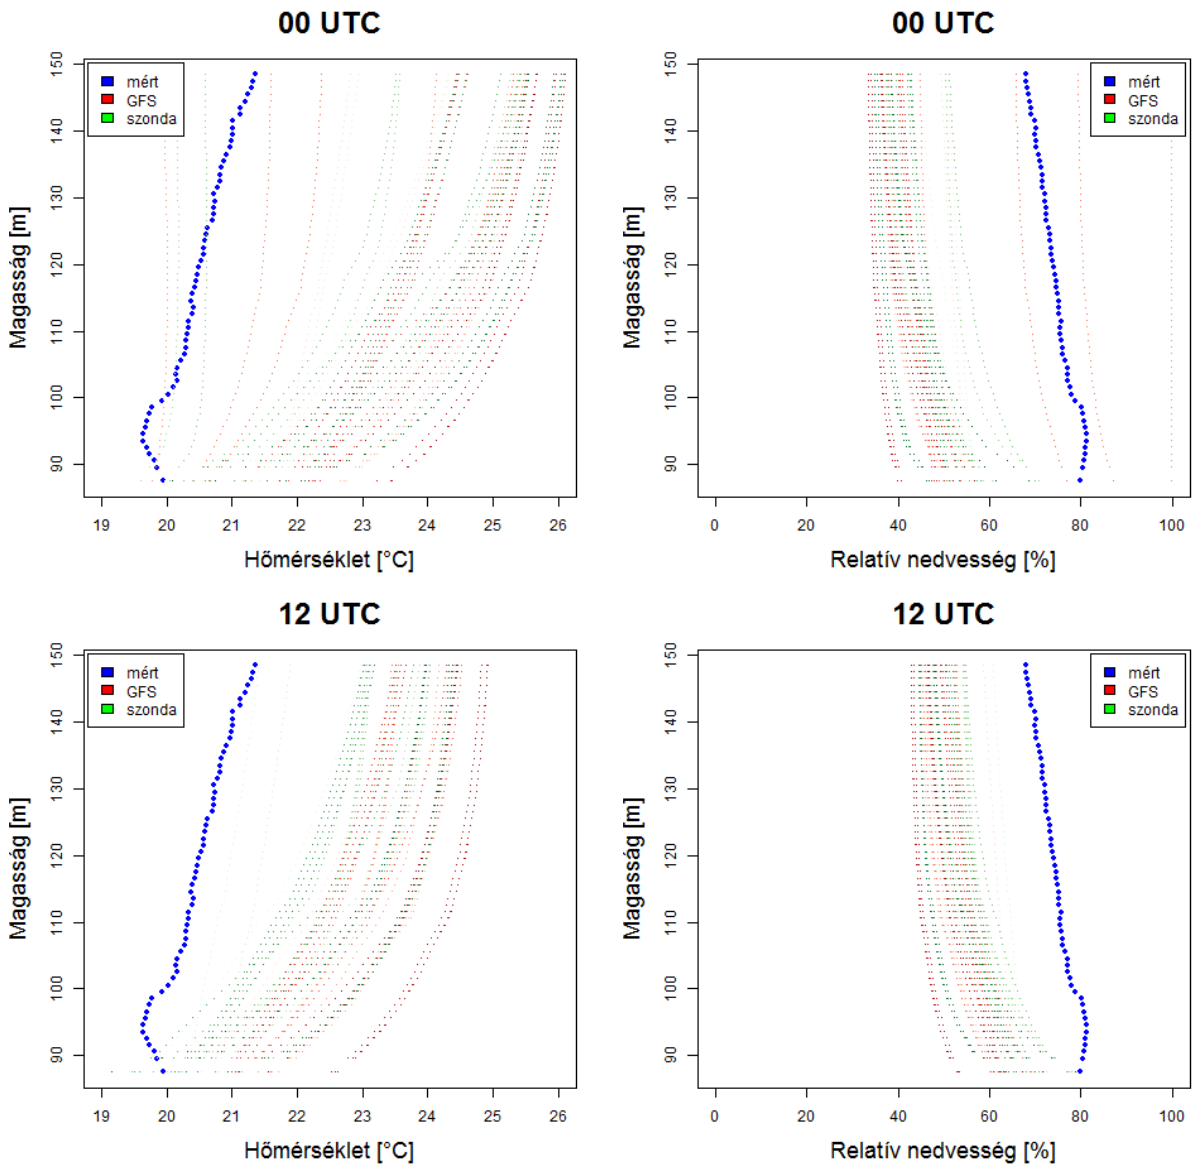 00 UTC
150
140
130
120
110
100
90
Magasság [m]
mért
GFS
szonda
19 20 21 22 23 24 25 26
Hőmérséklet [°C]
00 UTC
150
140
130
120
110
100
90
Magasság [m]
mért
GFS
szonda
0 20 40 60 80 100
Relatív nedvesség [%]
12 UTC
150
140
130
120
110
100
90
Magasság [m]
mért
GFS
szonda
19 20 21 22 23 24 25 26
Hőmérséklet [°C]
12 UTC
150
140
130
120
110
100
90
Magasság [m]
mért
GFS
szonda
0 20 40 60 80 100
Relatív nedvesség [%]